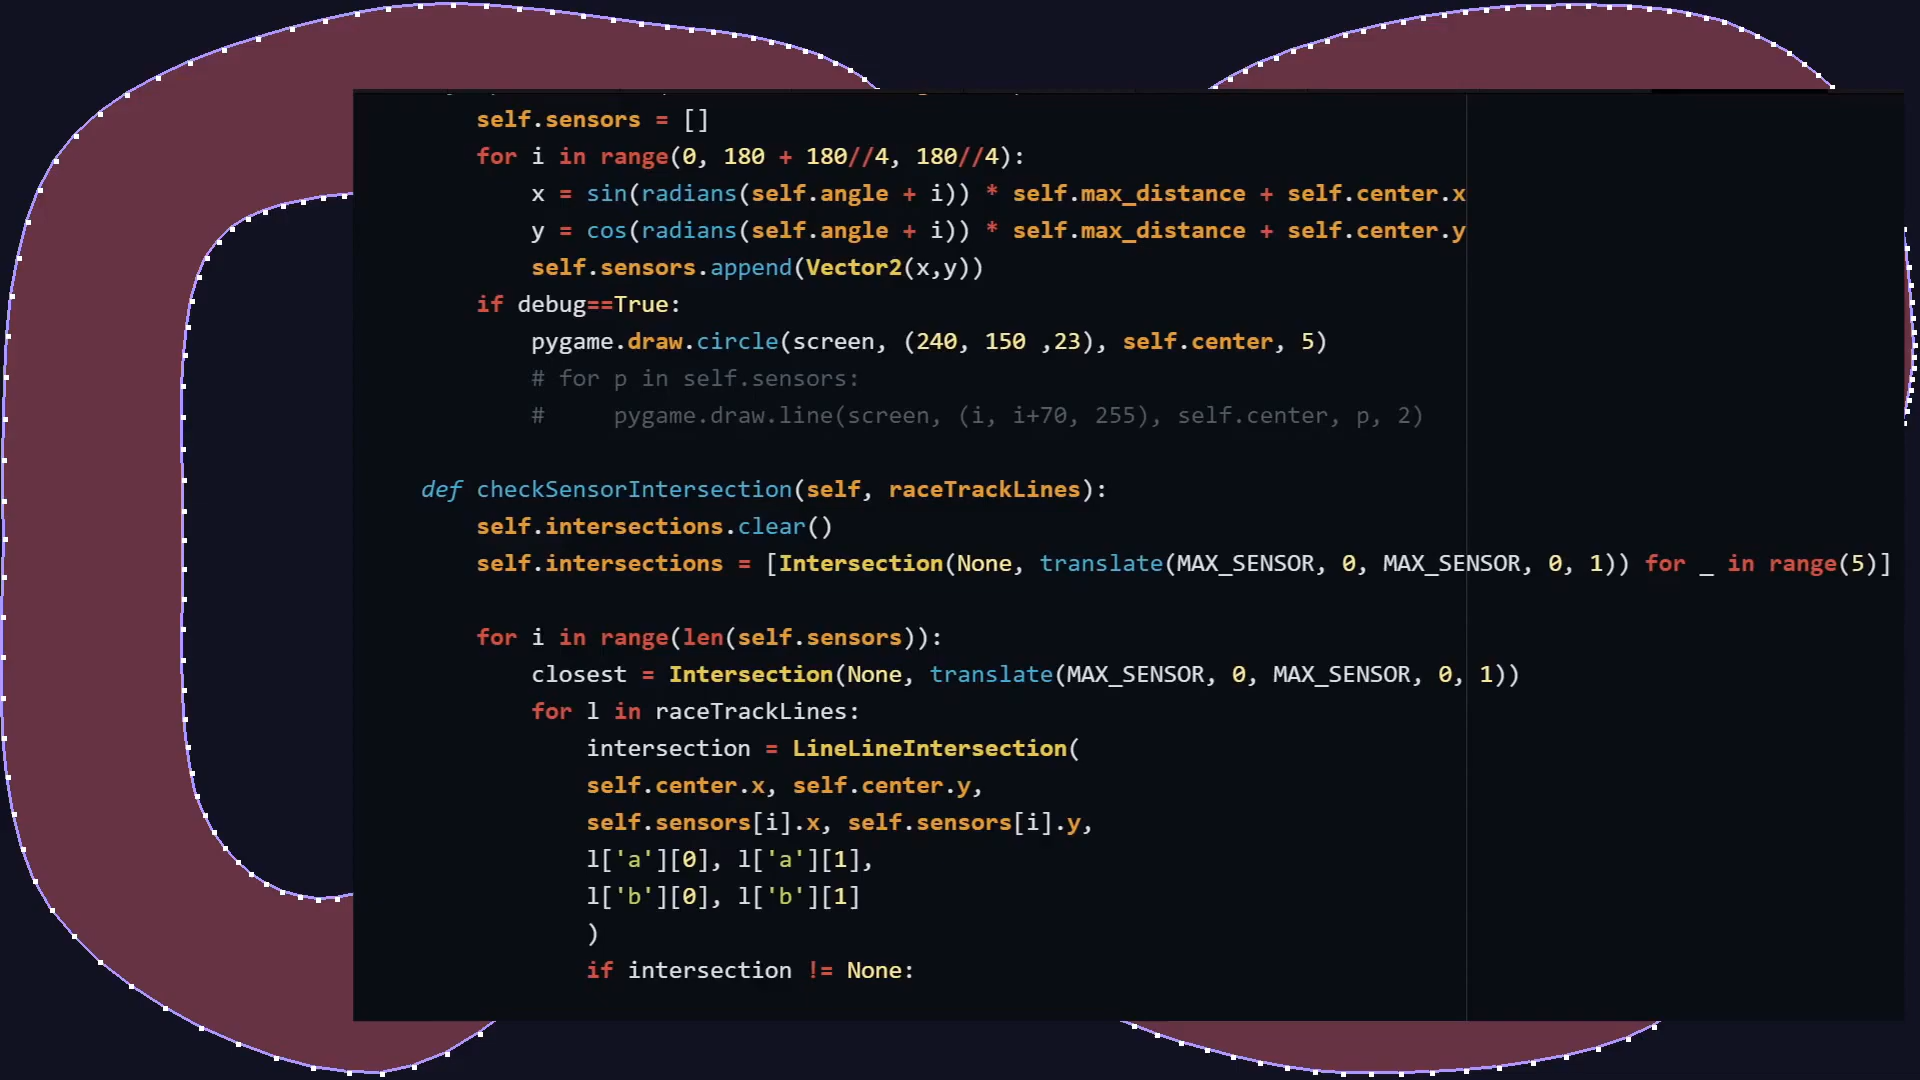 self.sensors = []
for i in range(0, 180 + 180//4, 180//4):
x = sin(radians(self.angle + i)) * self.max_distance + self.center.x
y = cos(radians(self.angle + i)) * self.max_distance + self.center.y
self.sensors.append(Vector2(x,y))
if debug==True:
pygame.draw.circle(screen, (240, 150 ,23), self.center, 5)
# for p in self.sensors:
#     pygame.draw.line(screen, (i, i+70, 255), self.center, p, 2)
def checkSensorIntersection(self, raceTrackLines):
self.intersections.clear()
self.intersections = [Intersection(None, translate(MAX_SENSOR, 0, MAX_SENSOR, 0, 1)) for _ in range(5)]
for i in range(len(self.sensors)):
closest = Intersection(None, translate(MAX_SENSOR, 0, MAX_SENSOR, 0, 1))
for l in raceTrackLines:
intersection = LineLineIntersection(
self.center.x, self.center.y,
self.sensors[i].x, self.sensors[i].y,
l['a'][0], l['a'][1],
l['b'][0], l['b'][1]
)
if intersection != None: